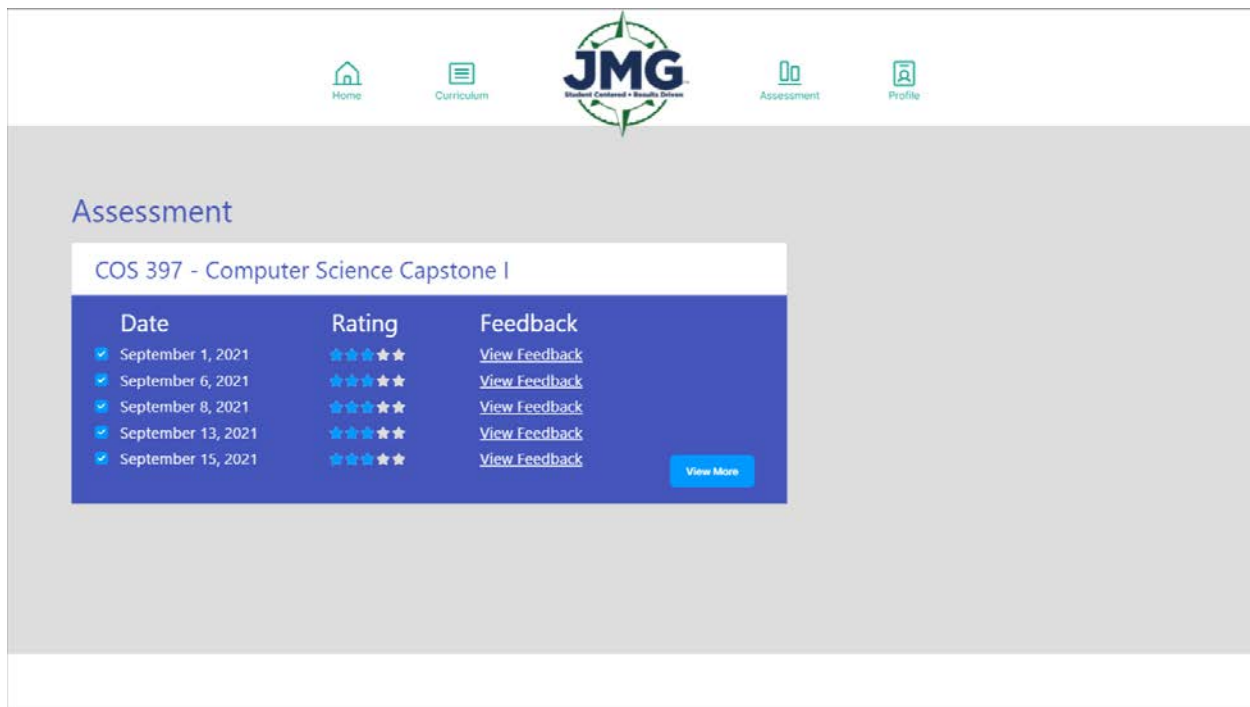 JMG
Student Centered • Results Driven
Home
Curriculum
Assessment
Profile
Assessment
COS 397 - Computer Science Capstone I
Date Rating Feedback
September 1, 2021 View Feedback
September 6, 2021 View Feedback
September 8, 2021 View Feedback
September 13, 2021 View Feedback
September 15, 2021 View Feedback
View More